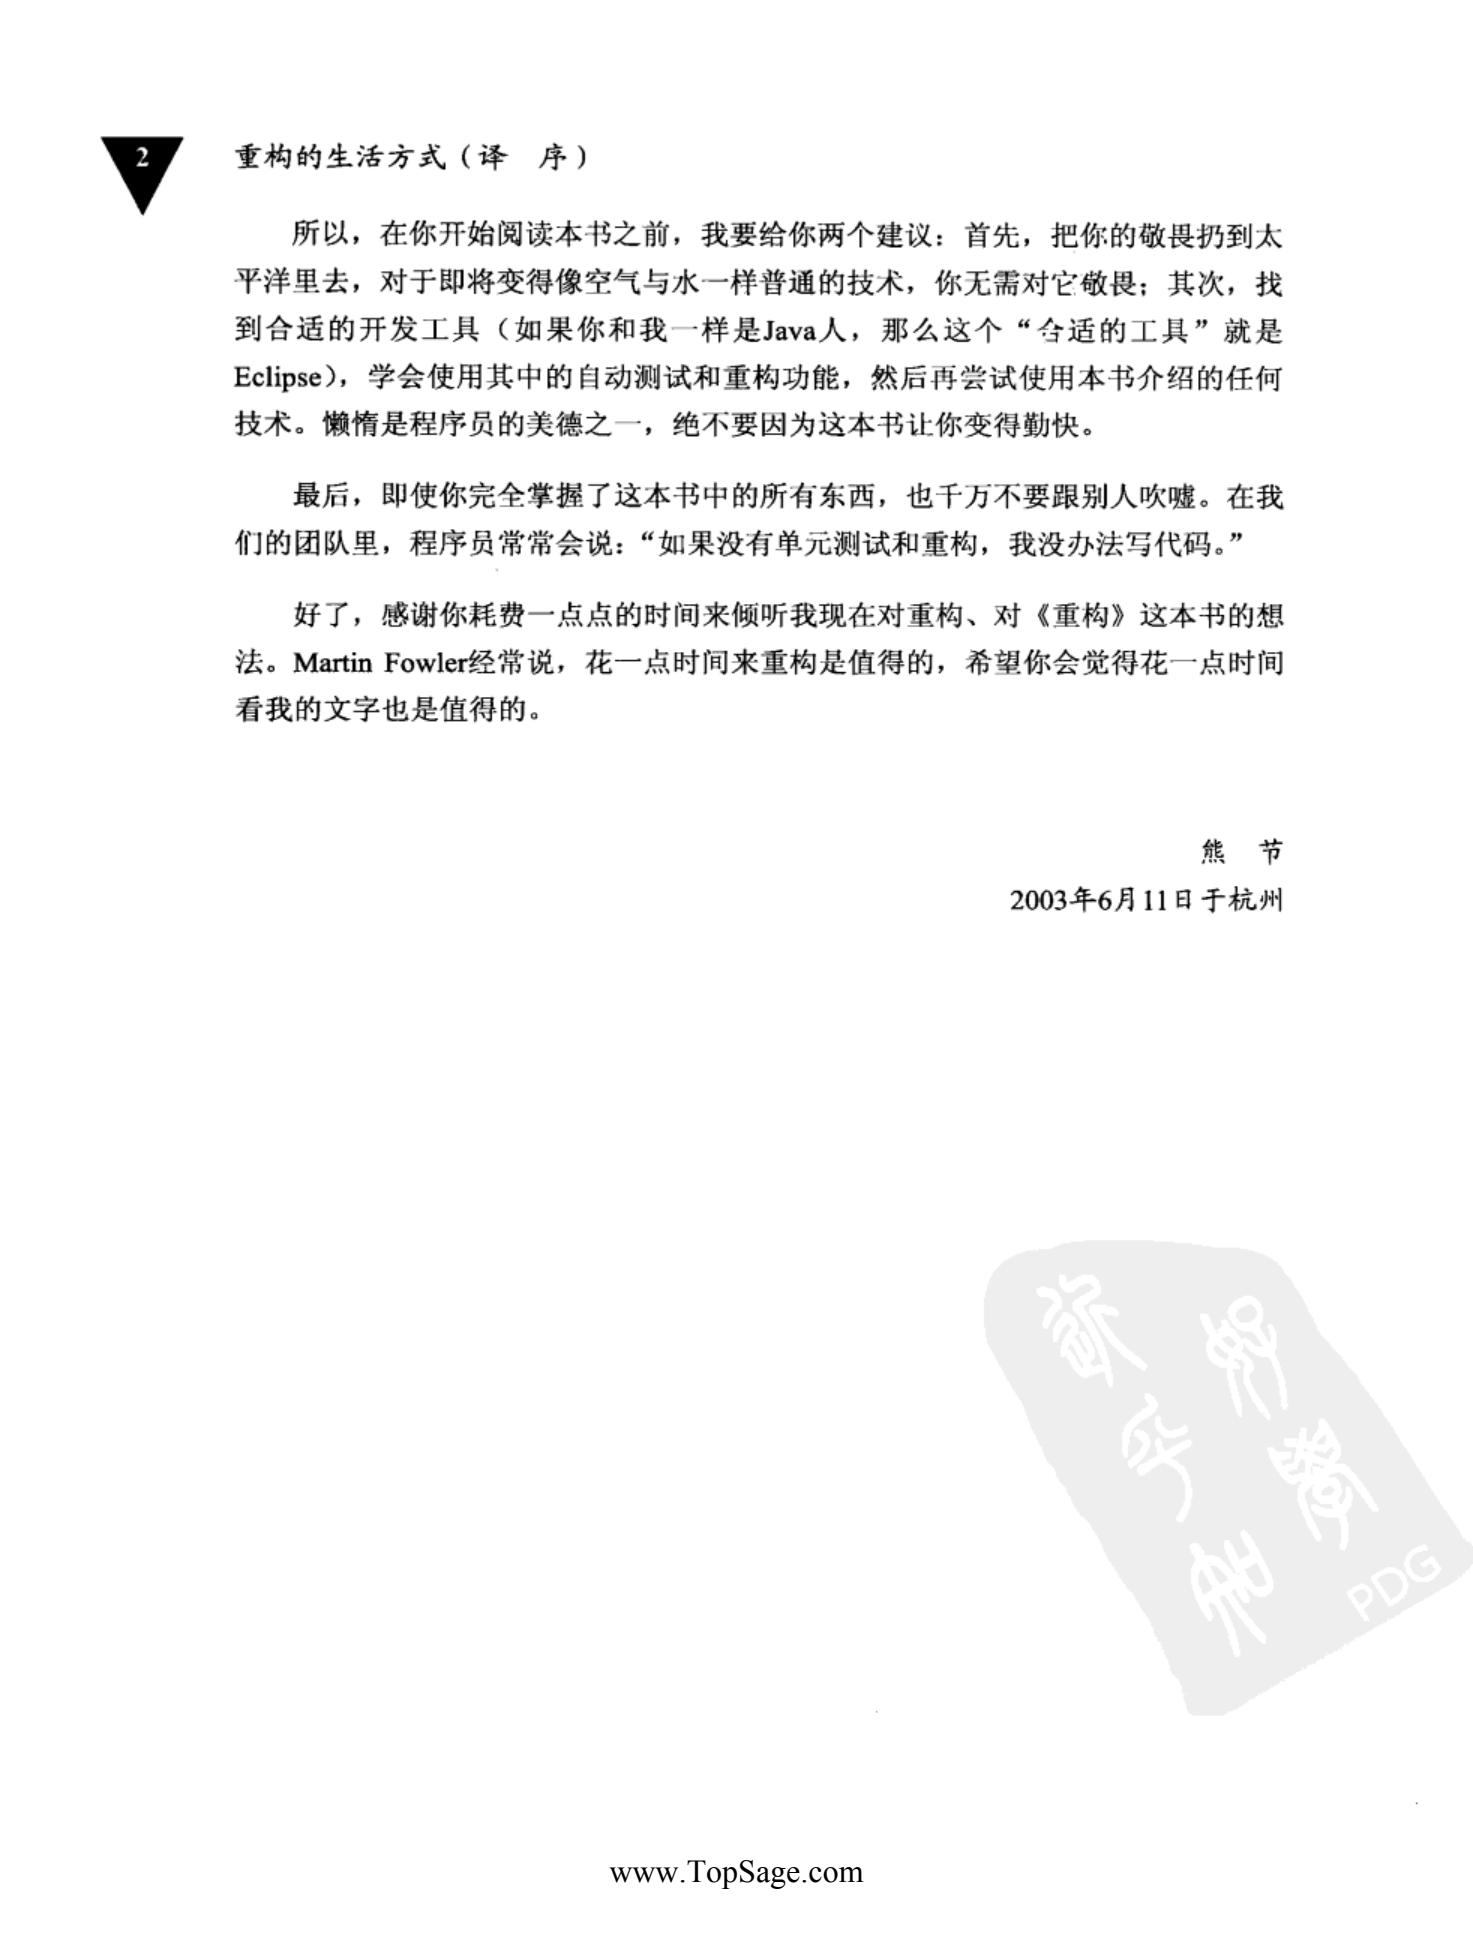 2
重构的生活方式（译　序）
所以，在你开始阅读本书之前，我要给你两个建议：首先，把你的敬畏扔到太
平洋里去，对于即将变得像空气与水一样普通的技术，你无需对它敬畏；其次，找
到合适的开发工具（如果你和我一样是Java人，那么这个“合适的工具”就是
Eclipse），学会使用其中的自动测试和重构功能，然后再尝试使用本书介绍的任何
技术。懒惰是程序员的美德之一，绝不要因为这本书让你变得勤快。
最后，即使你完全掌握了这本书中的所有东西，也千万不要跟别人吹嘘。在我
们的团队里，程序员常常会说：“如果没有单元测试和重构，我没办法写代码。”
好了，感谢你耗费一点点的时间来倾听我现在对重构、对《重构》这本书的想
法。Martin Fowler经常说，花一点时间来重构是值得的，希望你会觉得花一点时间
看我的文字也是值得的。
熊　节
2003年6月11日于杭州
PDG
www.TopSage.com